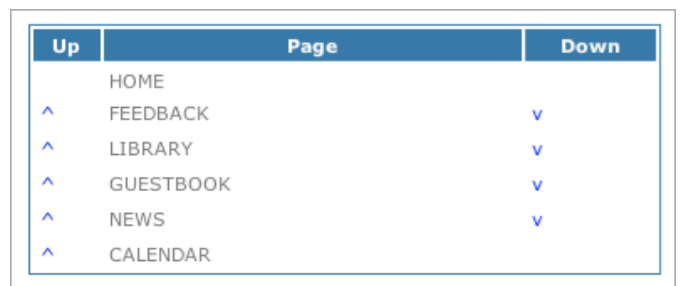 Up Page Down
HOME
^ FEEDBACK v
^ LIBRARY v
^ GUESTBOOK v
^ NEWS v
^ CALENDAR